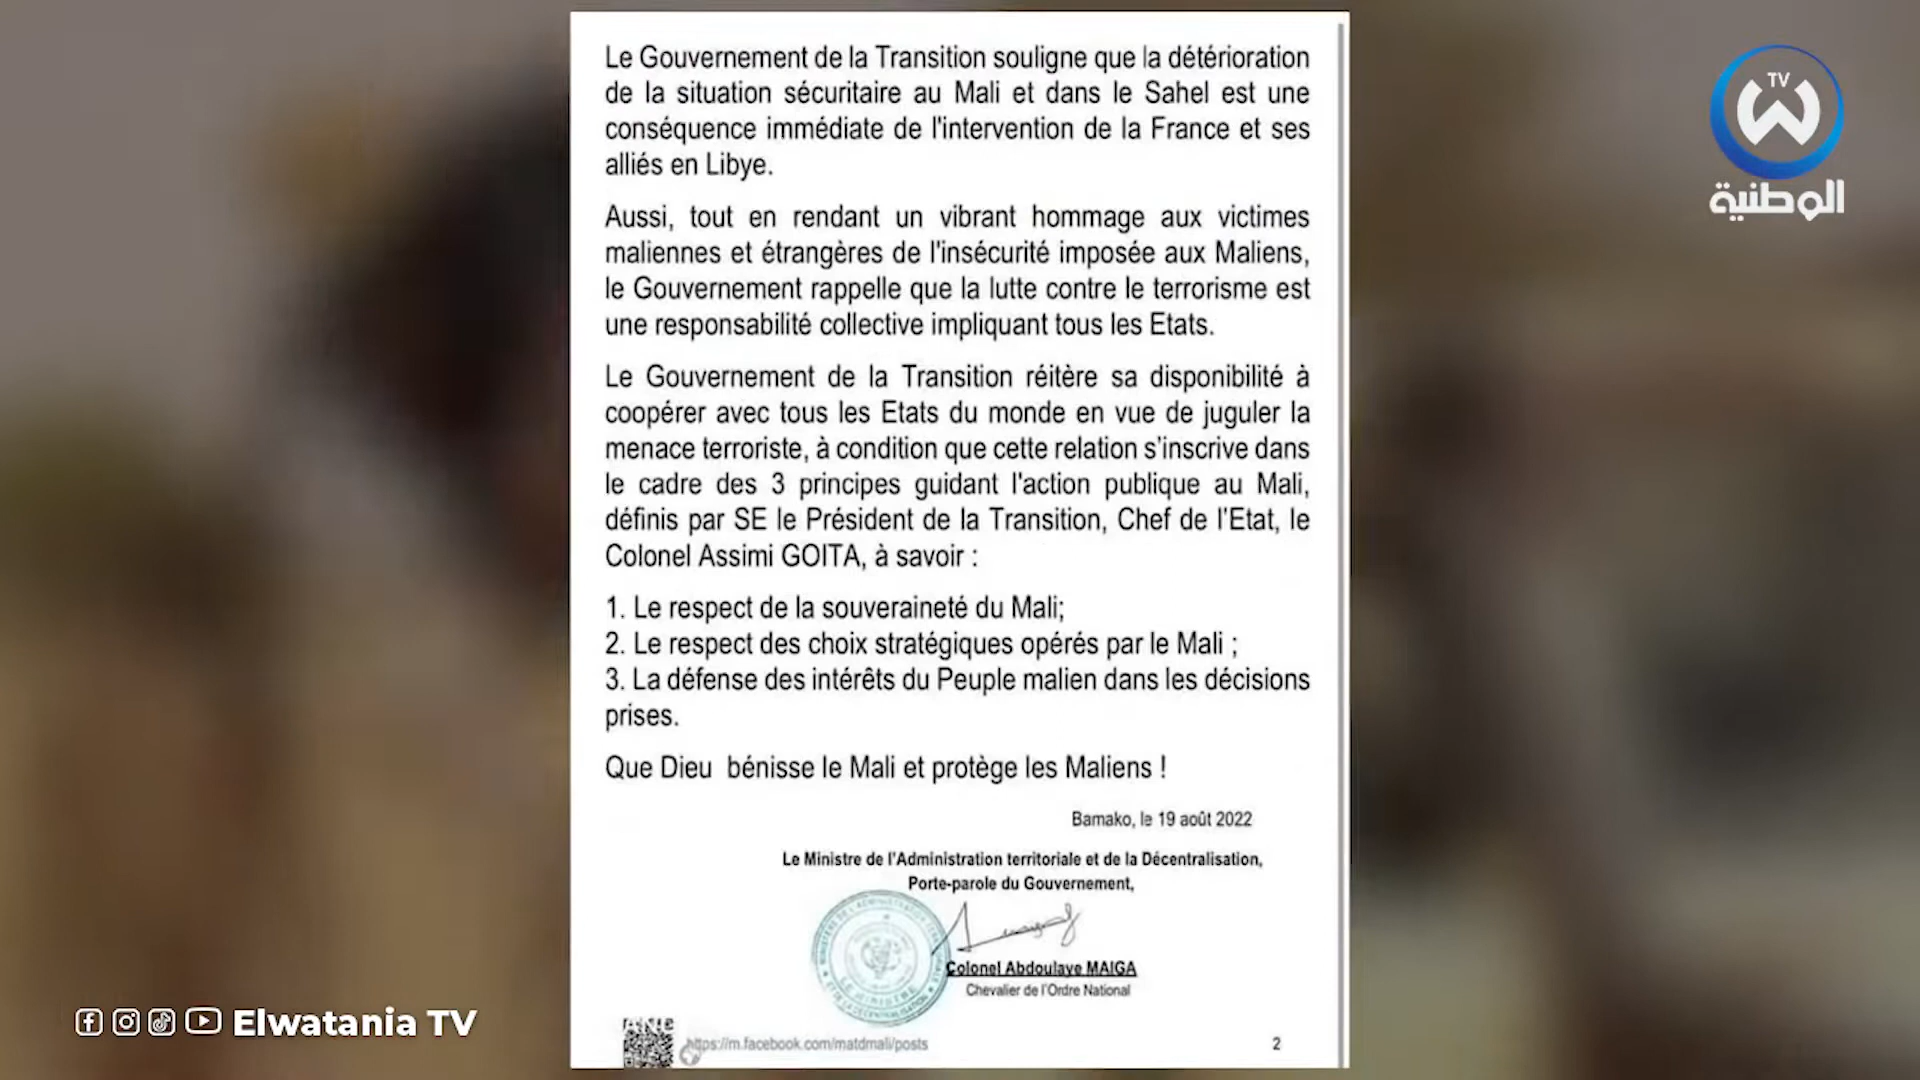 Le Gouvernement de la Transition souligne que la détérioration
de la situation sécuritaire au Mali et dans le Sahel est une
conséquence immédiate de l'intervention de la France et ses
alliés en Libye.
Aussi, tout en rendant un vibrant hommage aux victimes
maliennes et étrangères de l'insécurité imposée aux Maliens,
le Gouvernement rappelle que la lutte contre le terrorisme est
une responsabilité collective impliquant tous les Etats.
Le Gouvernement de la Transition réitère sa disponibilité à
coopérer avec tous les Etats du monde en vue de juguler la
menace terroriste, à condition que cette relation s'inscrive dans
le cadre des 3 principes guidant l'action publique au Mali,
définis par SE le Président de la Transition, Chef de l'Etat, le
Colonel Assimi GOITA, à savoir :
1. Le respect de la souveraineté du Mali;
2. Le respect des choix stratégiques opérés par le Mali ;
3. La défense des intérêts du Peuple malien dans les décisions
prises.
Que Dieu bénisse le Mali et protège les Maliens !
Bamako, le 19 août 2022
Le Ministre de l'Administration territoriale et de la Décentralisation,
Porte-parole du Gouvernement,
Colonel Abdoulaye MAIGA
Chevalier de l'Ordre National
LE MINISTRE
https://m.facebook.com/matdmali/posts
2
TV
الوطنية
Elwatania TV